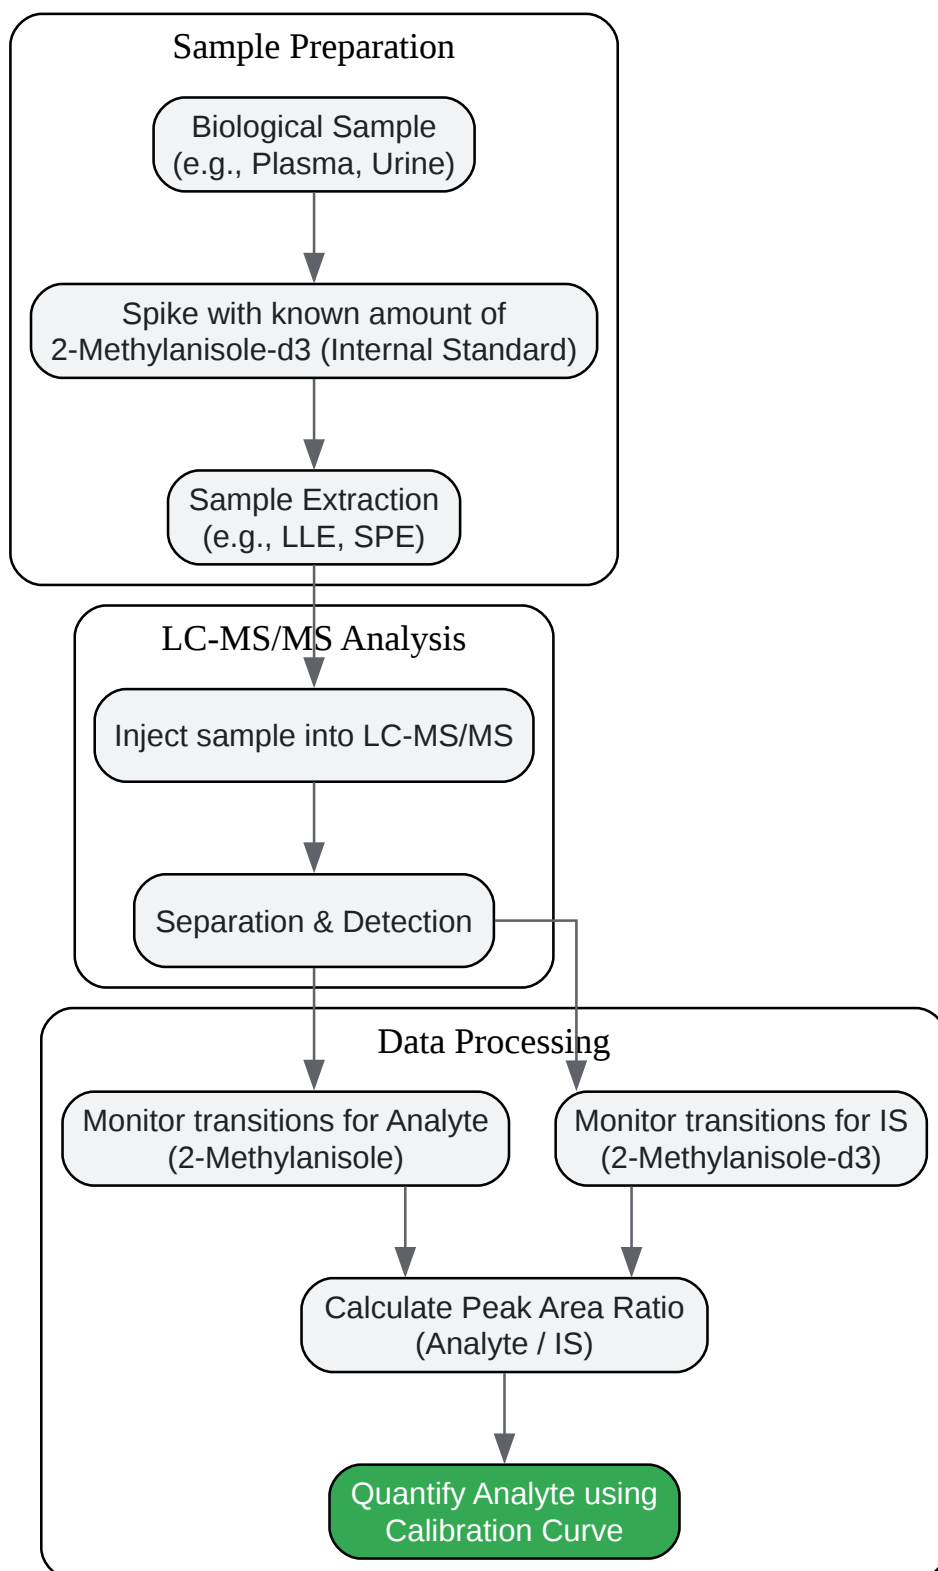 Sample Preparation
Biological Sample
(e.g., Plasma, Urine)
Spike with known amount of
2-Methylanisole-d3 (Internal Standard)
Sample Extraction
(e.g., LLE, SPE)
LC-MS/MS Analysis
Inject sample into LC-MS/MS
Separation & Detection
Data Processing
Monitor transitions for Analyte
(2-Methylanisole)
Monitor transitions for IS
(2-Methylanisole-d3)
Calculate Peak Area Ratio
(Analyte / IS)
Quantify Analyte using
Calibration Curve